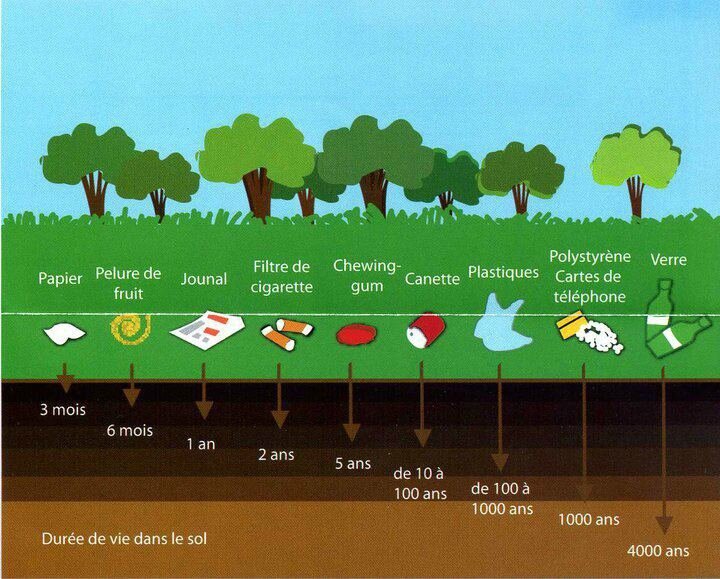 Papier
Pelure de
fruit
Jounal
Filtre de
cigarette
Chewing-
gum
Canette
Plastiques
Polystyrène
Cartes de
téléphone
Verre
3 mois
6 mois
1 an
2 ans
5 ans
de 10 à
100 ans
de 100 à
1000 ans
1000 ans
4000 ans
Durée de vie dans le sol